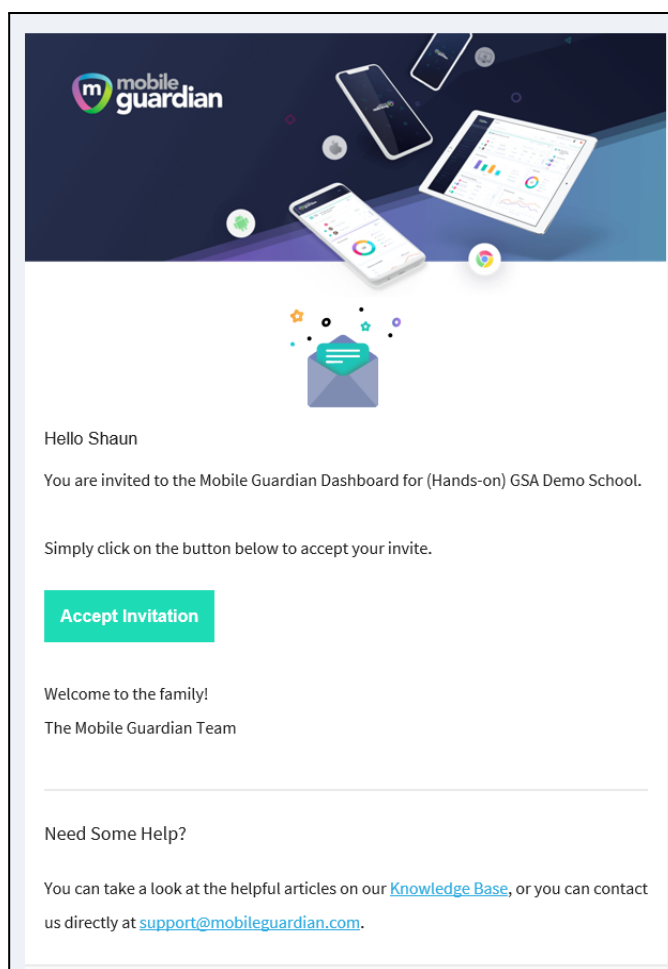 m mobile
guardian
Hello Shaun
You are invited to the Mobile Guardian Dashboard for (Hands-on) GSA Demo School.
Simply click on the button below to accept your invite.
Accept Invitation
Welcome to the family!
The Mobile Guardian Team
Need Some Help?
You can take a look at the helpful articles on our Knowledge Base, or you can contact
us directly at support@mobileguardian.com.